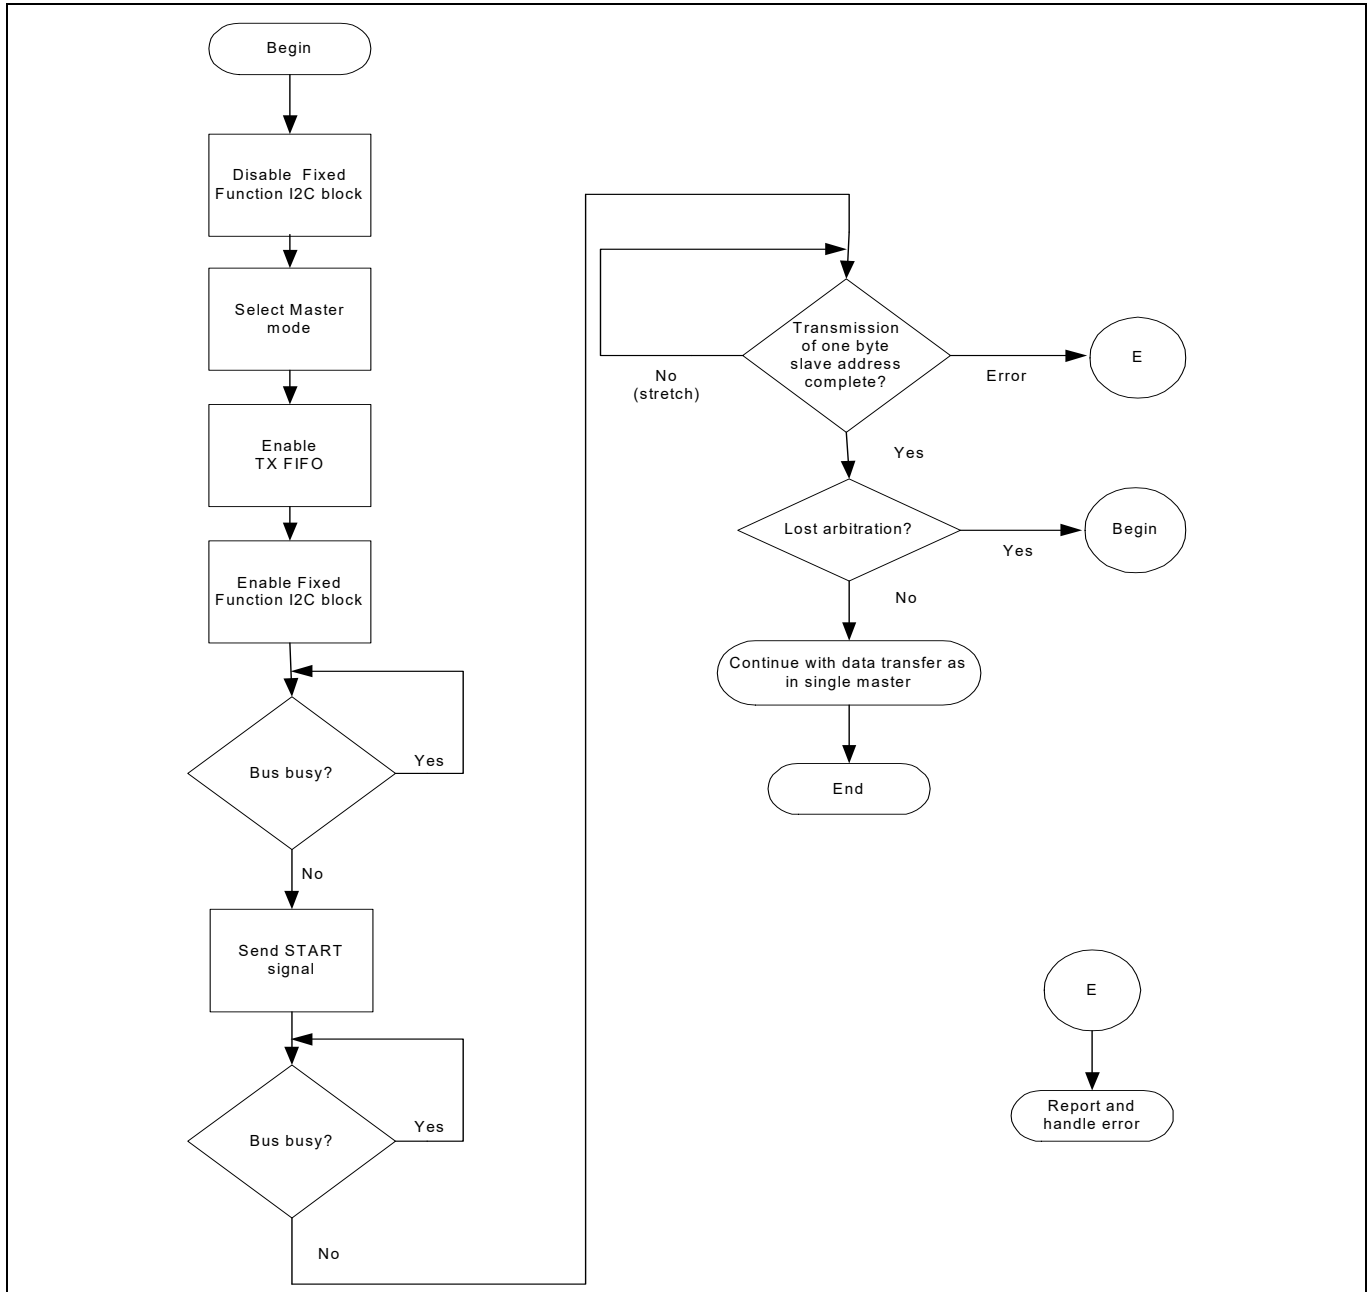 Begin
Disable Fixed
Function I2C block
Select Master
mode
Enable
TX FIFO
Enable Fixed
Function I2C block
Bus busy?
Yes
No
Send START
signal
Bus busy?
Yes
No
Transmission
of one byte
slave address
complete?
No
(stretch)
Error
E
Yes
Lost arbitration?
Yes
Begin
No
Continue with data transfer as
in single master
End
E
Report and
handle error